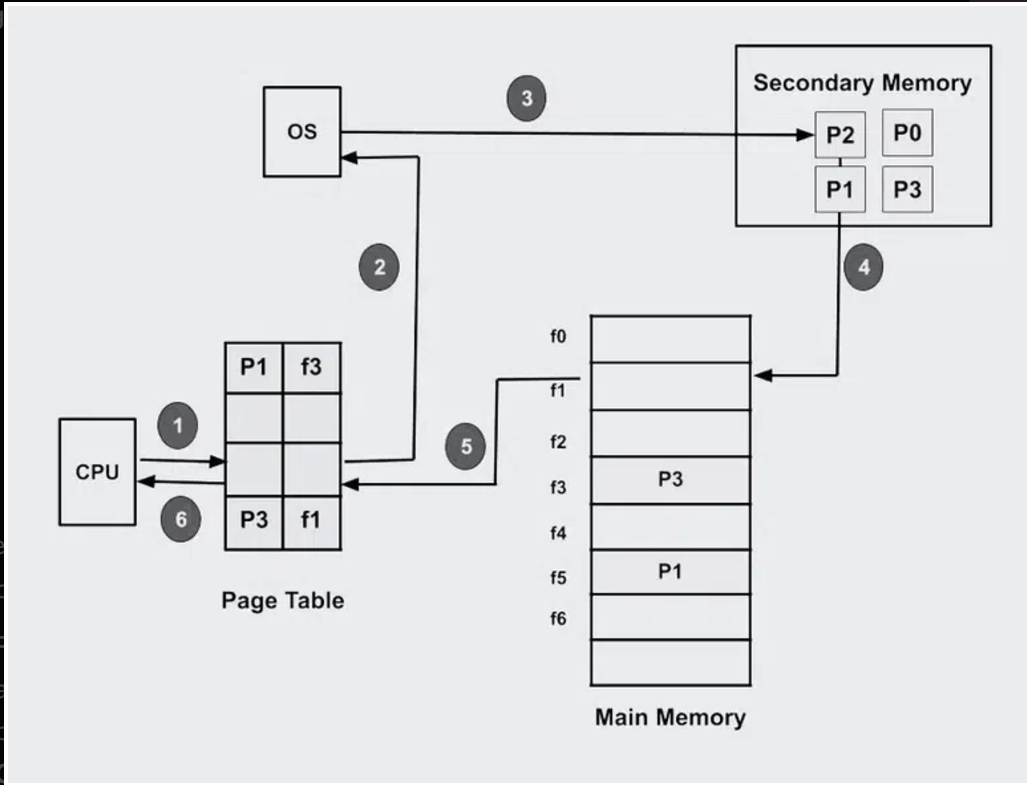 Secondary Memory
3
OS
P2 P0
P1 P3
2
4
f0
P1 f3
f1
1
5
f2
CPU
f3 P3
6
P3 f1
f4
f5 P1
Page Table
f6
Main Memory